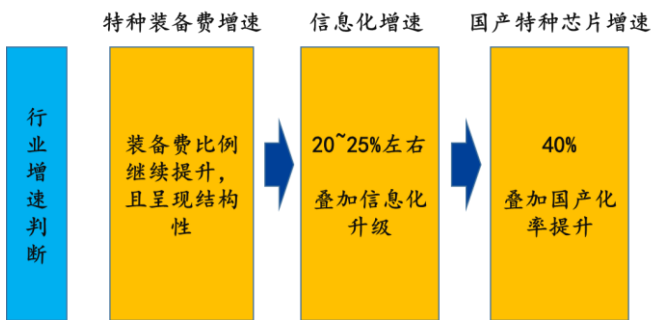 特种装备费增速
信息化增速
国产特种芯片增速
行
业
增
速
判
断
装备费比例
继续提升，
且呈现结构
性
20~25%左右
叠加信息化
升级
40%
叠加国产化
率提升